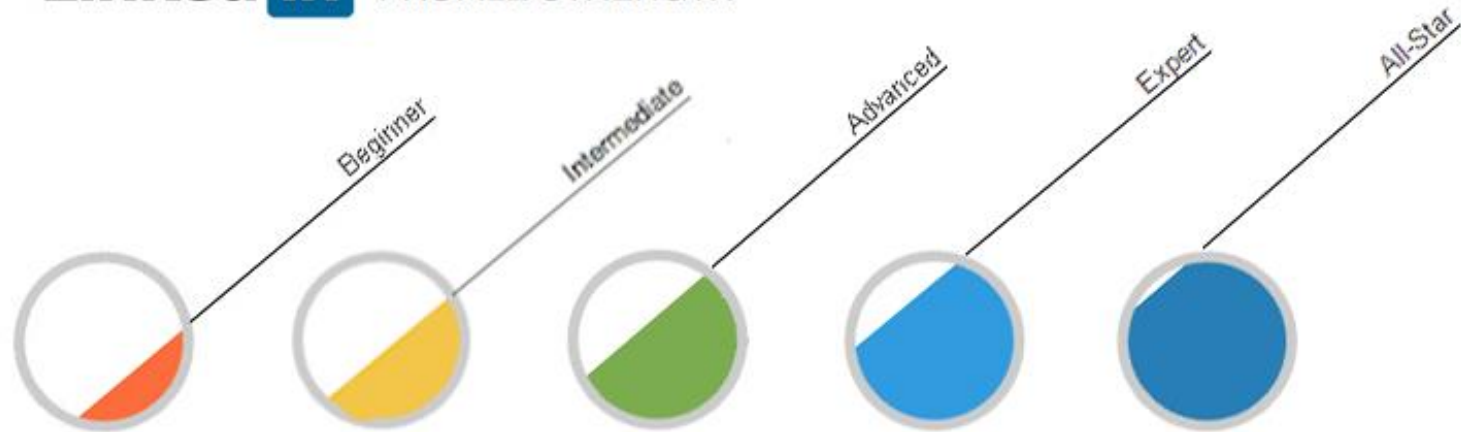 Beginner
Intermediate
Advanced
Expert
All-Star